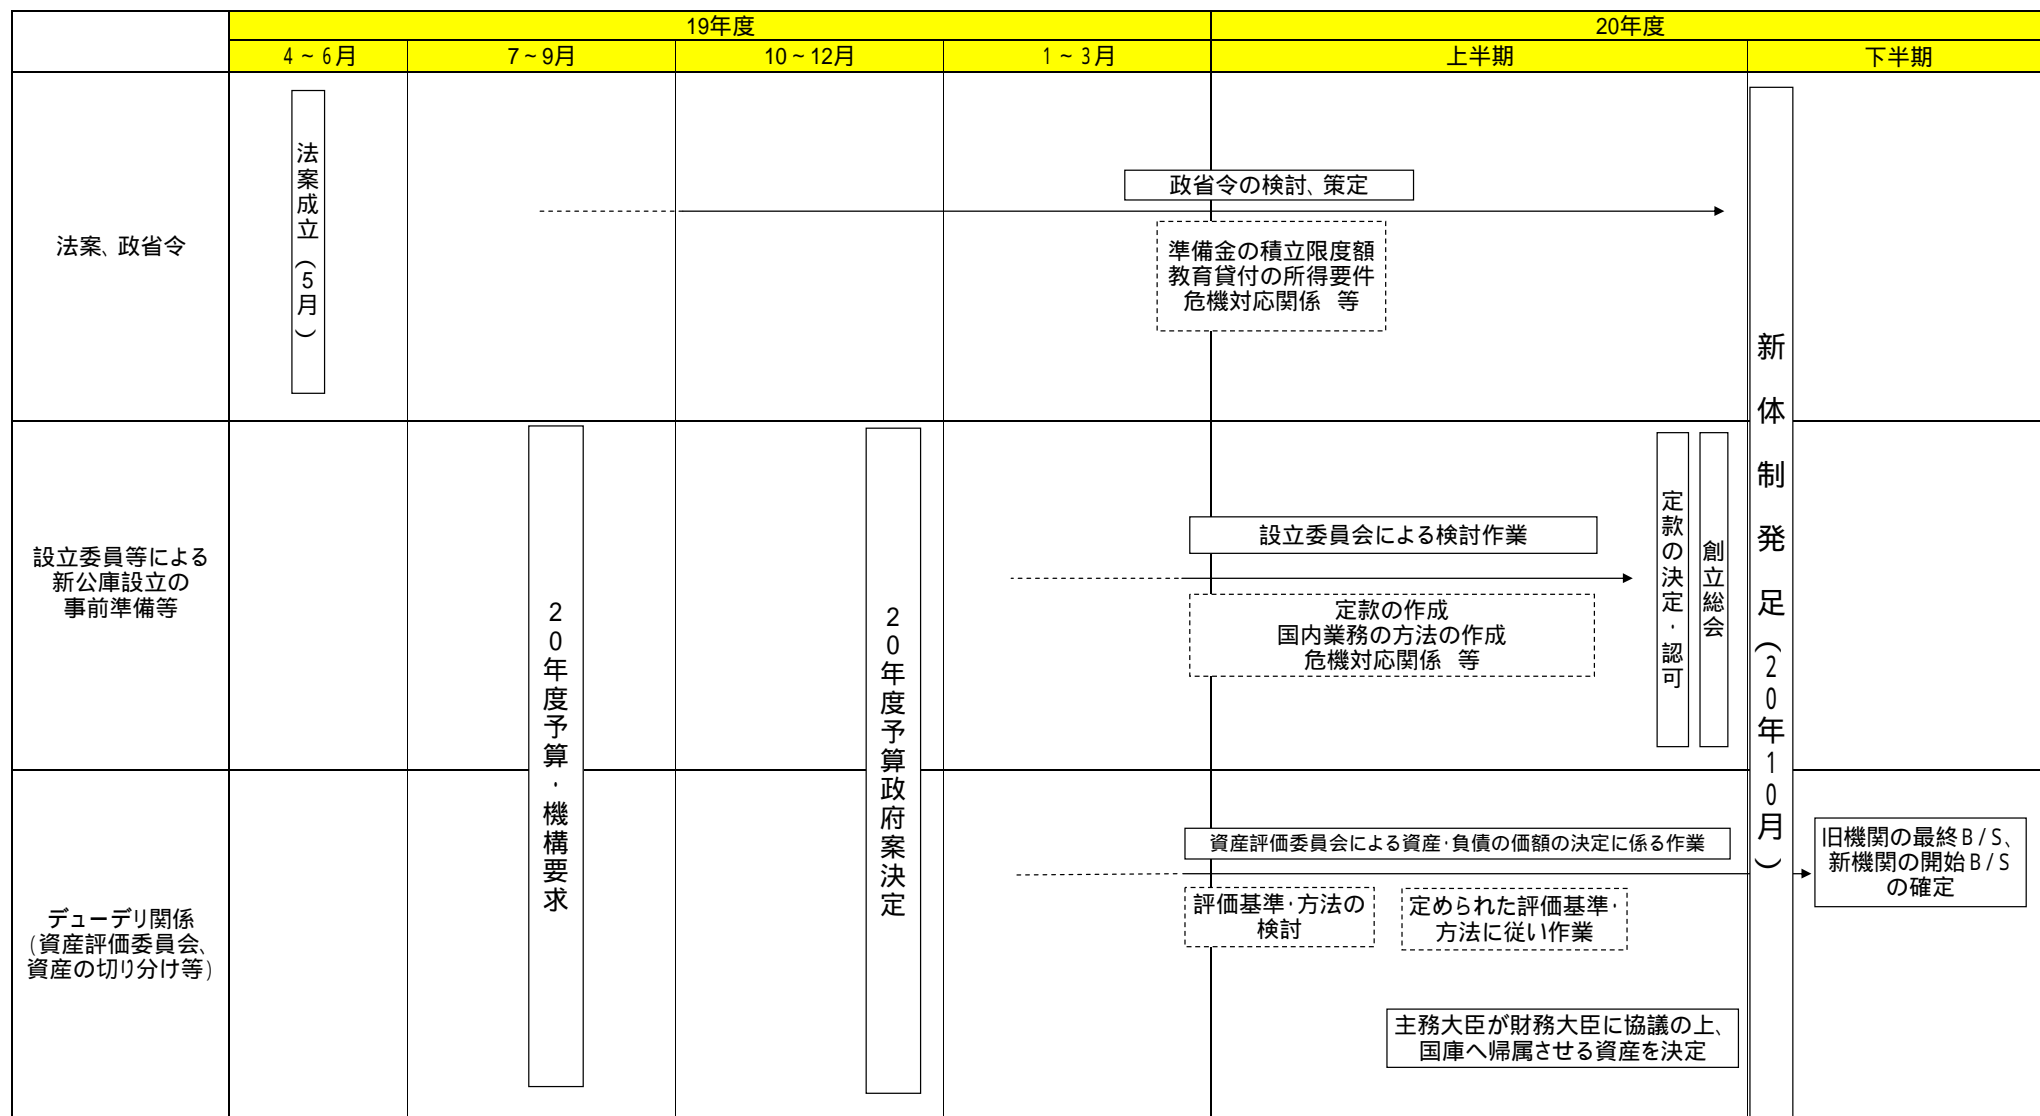 19年度
20年度
4～6月
7～9月
10～12月
1～3月
上半期
下半期
法案、政省令
法案成立（5月）
政省令の検討、策定
準備金の積立限度額
教育貸付の所得要件
危機対応関係 等
新体制発足（20年10月）
設立委員等による
新公庫設立の
事前準備等
20年度予算・機構要求
20年度予算政府案決定
設立委員会による検討作業
定款の作成
国内業務の方法の作成
危機対応関係 等
定款の決定・認可
創立総会
デューデリ関係
(資産評価委員会、
資産の切り分け等)
資産評価委員会による資産・負債の価額の決定に係る作業
評価基準・方法の
検討
定められた評価基準・
方法に従い作業
旧機関の最終B/S、
新機関の開始B/S
の確定
主務大臣が財務大臣に協議の上、
国庫へ帰属させる資産を決定